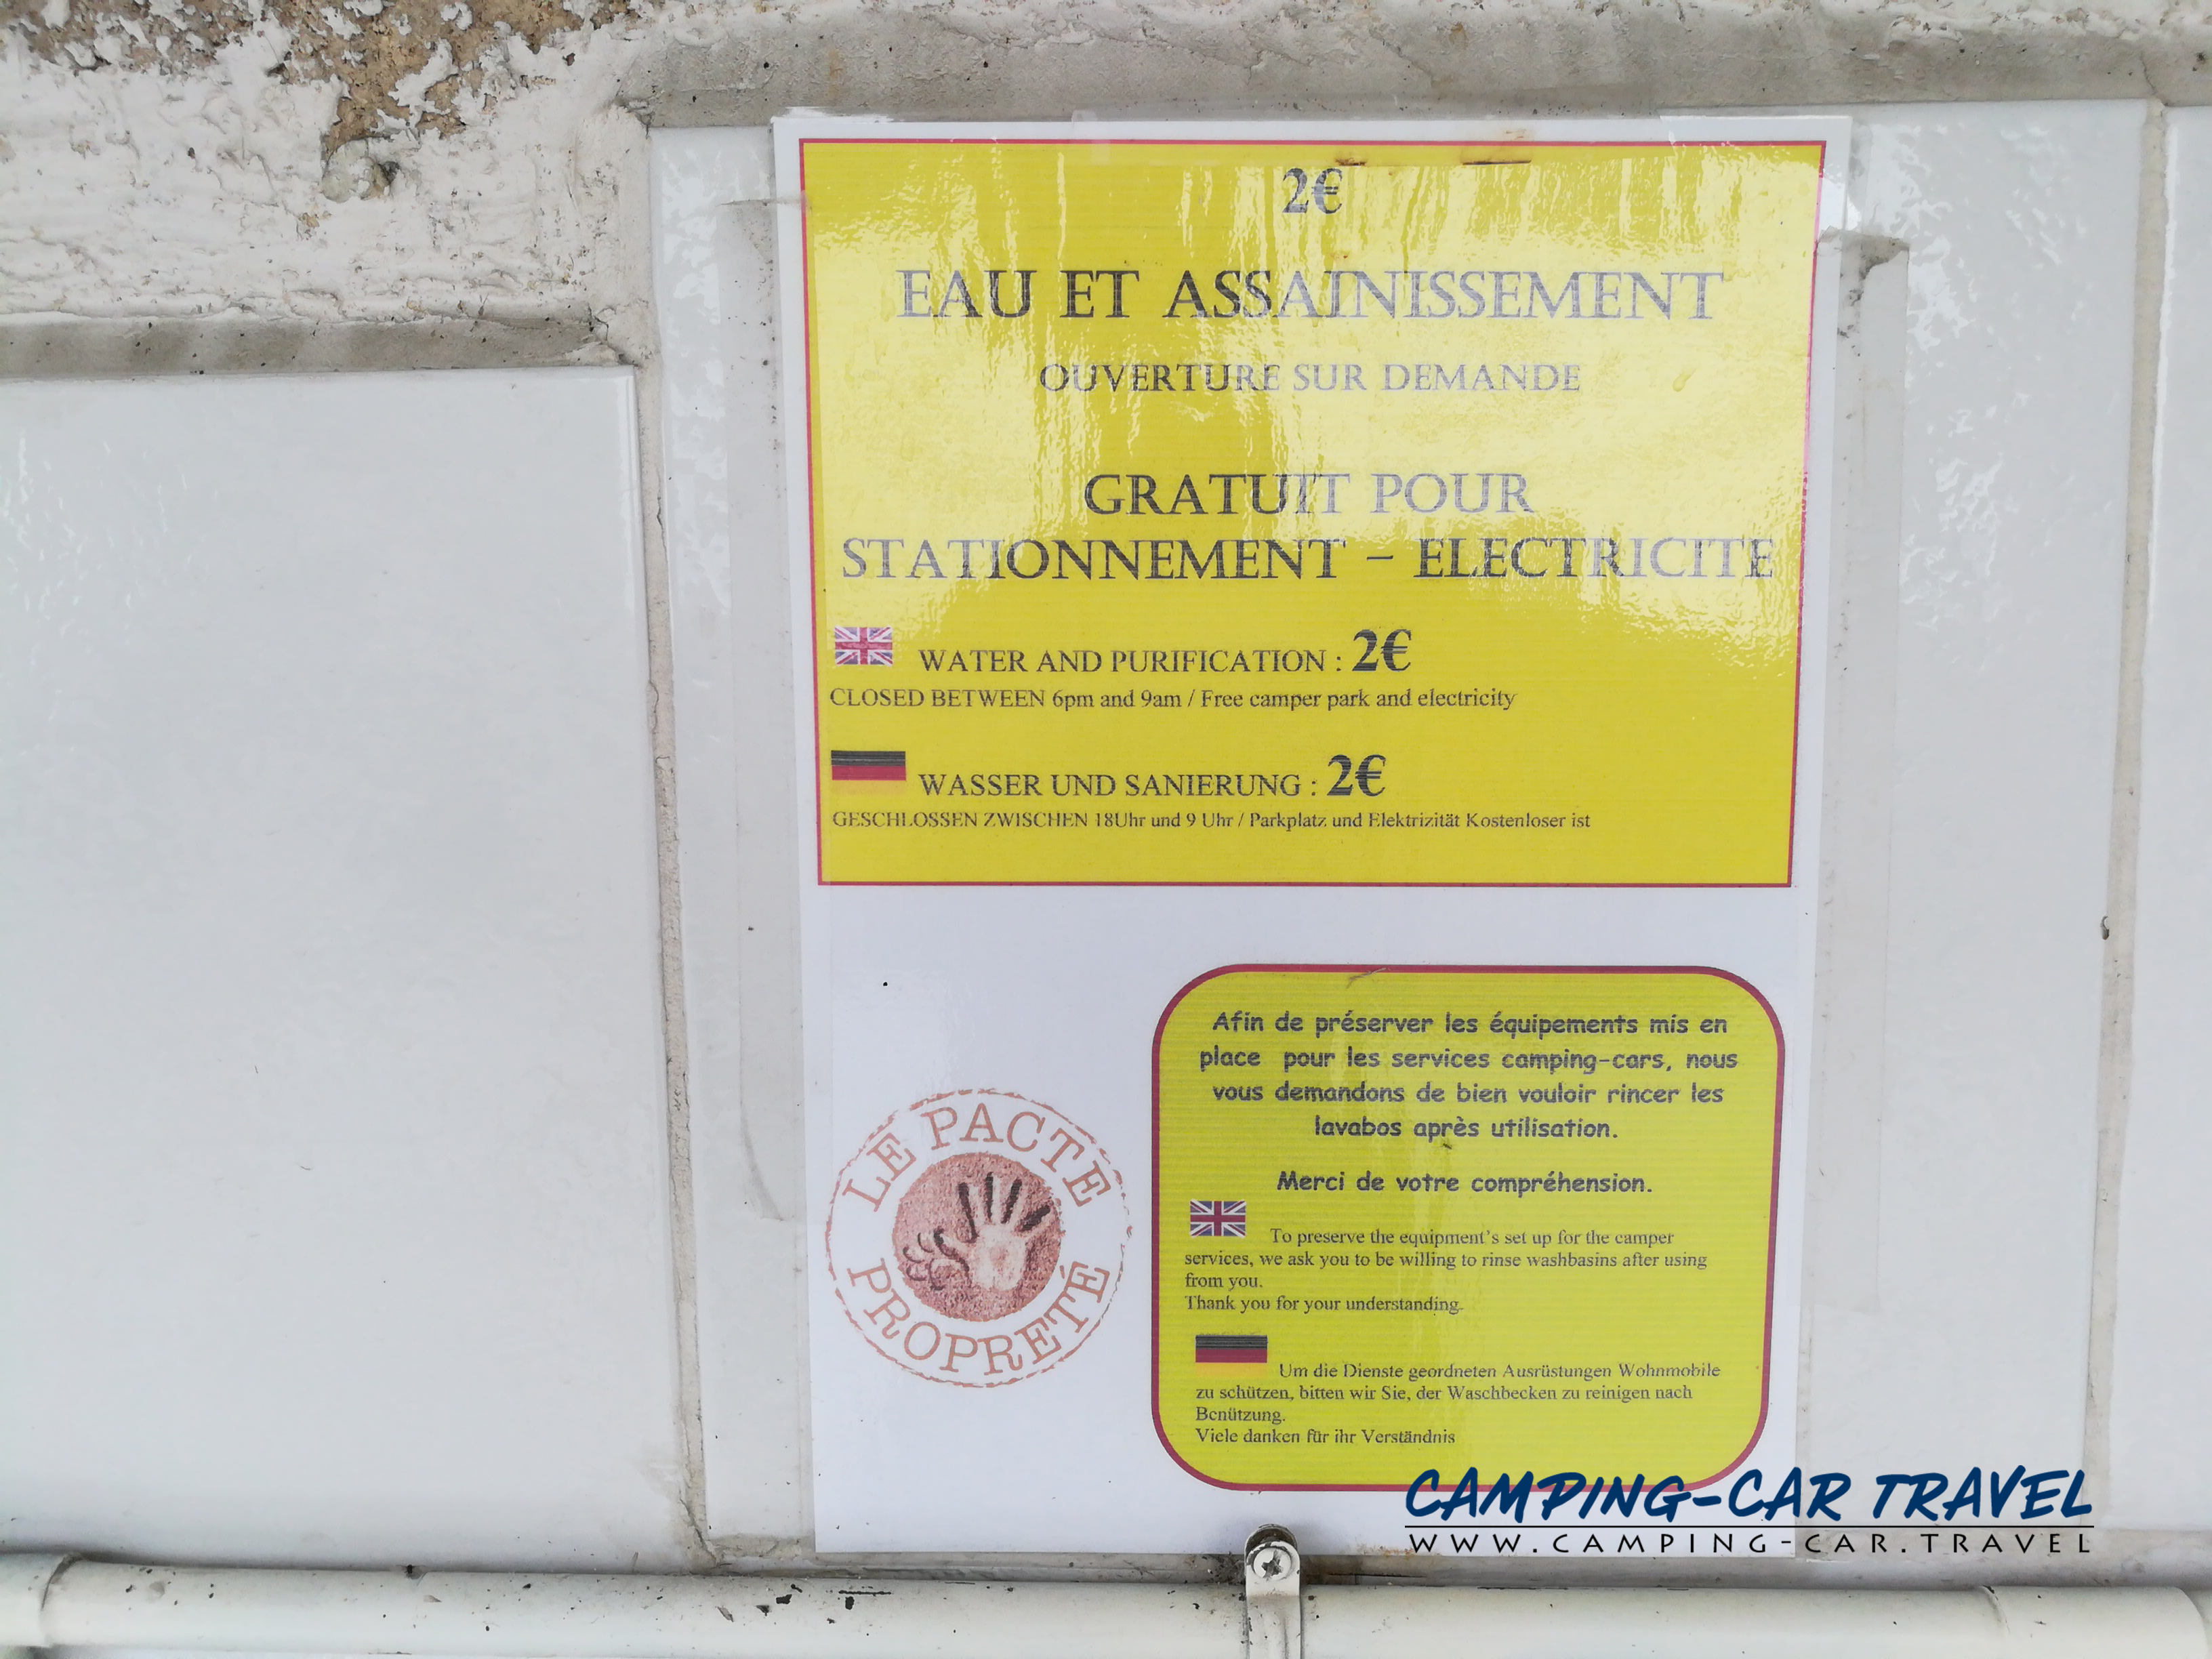 2€
EAU ET ASSAINISSEMENT
OUVERTURE SUR DEMANDE
GRATUIT POUR
STATIONNEMENT - ELECTRICITE
WATER AND PURIFICATION : 2€
CLOSED BETWEEN 6pm and 9am / Free camper park and electricity
WASSER UND SANIERUNG : 2€
GESCHLOSSEN ZWISCHEN 18Uhr und 9 Uhr / Parkplatz und Elektrizität Kostenloser ist
LE PACTE
PROPRETÉ
Afin de préserver les équipements mis en
place pour les services camping-cars, nous
vous demandons de bien vouloir rincer les
lavabos après utilisation.
Merci de votre compréhension.
To preserve the equipment's set up for the camper
services, we ask you to be willing to rinse washbasins after using
from you.
Thank you for your understanding.
Um die Dienste geordneten Ausrüstungen Wohnmobile
zu schützen, bitten wir Sie, der Waschbecken zu reinigen nach
Benützung.
Viele danken für ihr Verständnis
CAMPING-CAR TRAVEL
WWW.CAMPING-CAR.TRAVEL